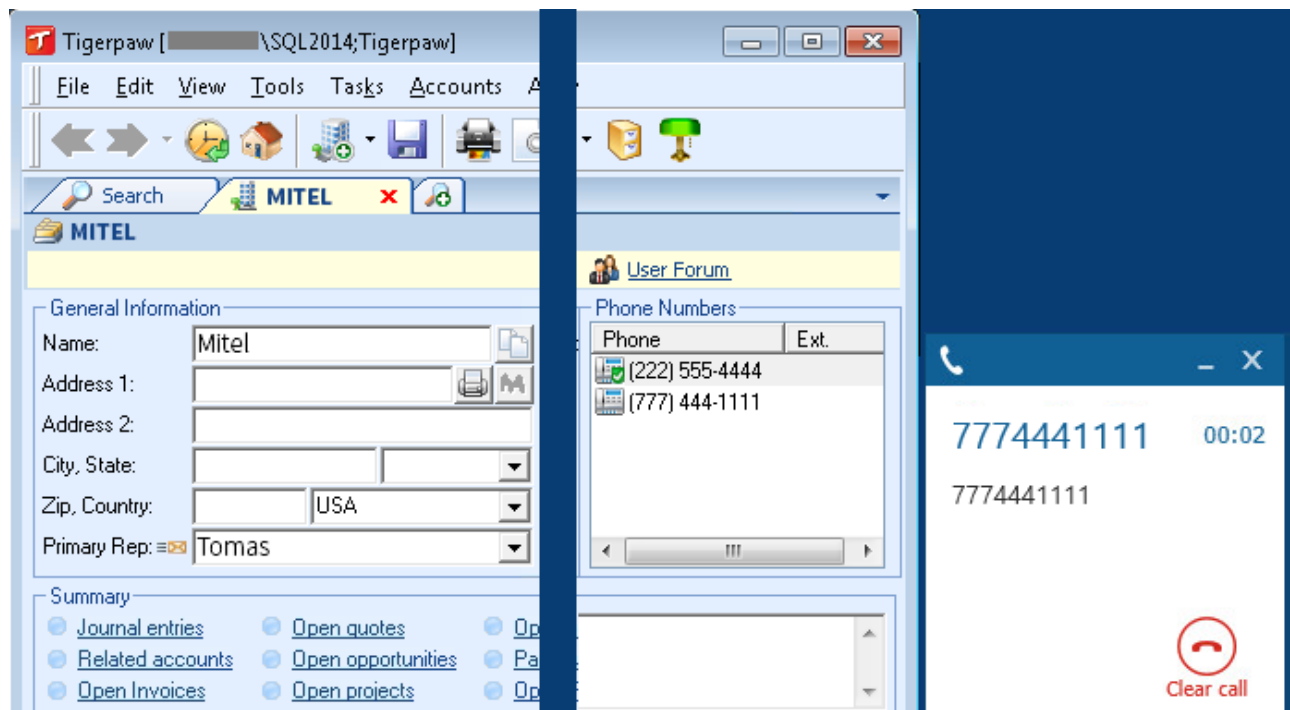 Tigerpaw [ \SQL2014;Tigerpaw]
File Edit View Tools Tasks Accounts
Search MITEL
MITEL
User Forum
General Information
Name: Mitel
Address 1:
Address 2:
City, State:
Zip, Country: USA
Primary Rep: Tomas
Phone Numbers
Phone Ext.
(222) 555-4444
(777) 444-1111
Summary
Journal entries Open quotes Op
Related accounts Open opportunities Pa
Open Invoices Open projects Op
7774441111 00:02
7774441111
Clear call